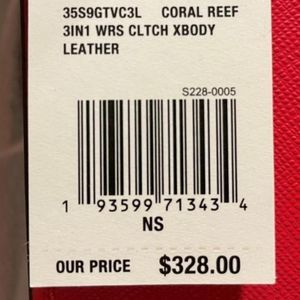 35S9GTVC3L CORAL REEF
3IN1 WRS CLTCH XBODY
LEATHER
S228-0005
1 93599 71343 4
NS
OUR PRICE $328.00